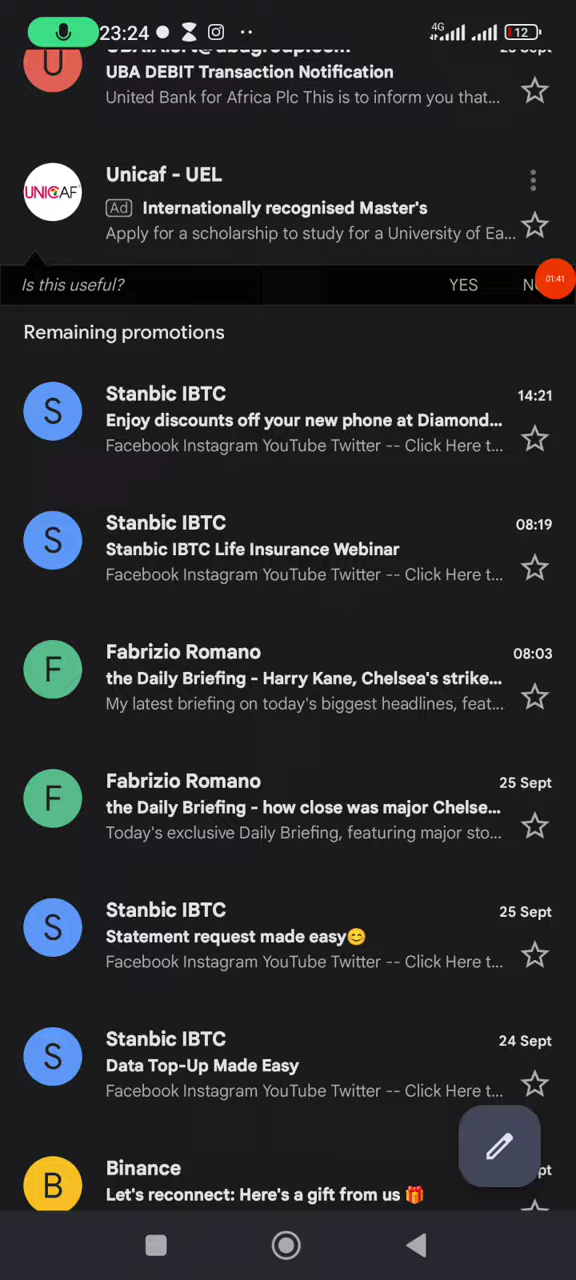 23:24
4G
12
UBA DEBIT Transaction Notification
United Bank for Africa Plc This is to inform you that...
U
UNICAF
Unicaf - UEL
Ad Internationally recognised Master's
Apply for a scholarship to study for a University of Ea...
Is this useful? YES
01:41
Remaining promotions
S
Stanbic IBTC 14:21
Enjoy discounts off your new phone at Diamond...
Facebook Instagram YouTube Twitter -- Click Here t...
S
Stanbic IBTC 08:19
Stanbic IBTC Life Insurance Webinar
Facebook Instagram YouTube Twitter -- Click Here t...
F
Fabrizio Romano 08:03
the Daily Briefing - Harry Kane, Chelsea's strike...
My latest briefing on today's biggest headlines, feat...
F
Fabrizio Romano 25 Sept
the Daily Briefing - how close was major Chelse...
Today's exclusive Daily Briefing, featuring major sto...
S
Stanbic IBTC 25 Sept
Statement request made easy😊
Facebook Instagram YouTube Twitter -- Click Here t...
S
Stanbic IBTC 24 Sept
Data Top-Up Made Easy
Facebook Instagram YouTube Twitter -- Click Here t...
B
Binance
Let's reconnect: Here's a gift from us 🎁